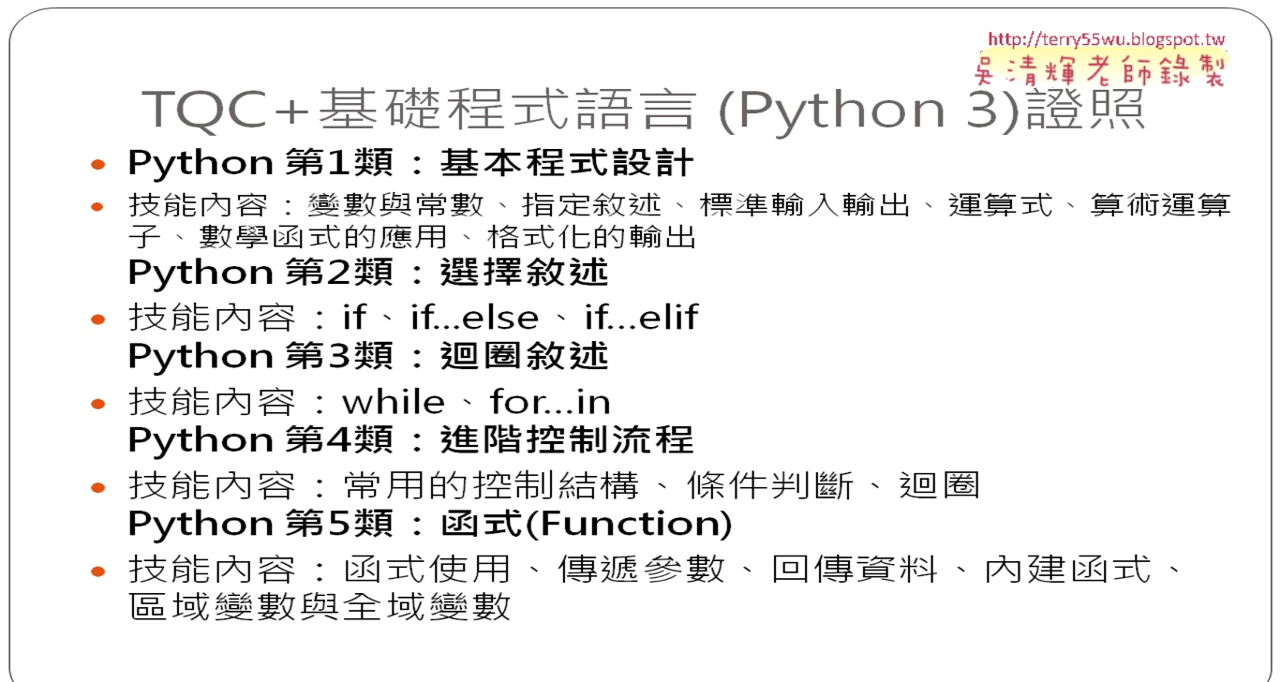 http://terry55wu.blogspot.tw
吳清輝老師錄製
TQC+基礎程式語言 (Python 3)證照
• Python 第1類：基本程式設計
• 技能內容：變數與常數、指定敘述、標準輸入輸出、運算式、算術運算
子、數學函式的應用、格式化的輸出
Python 第2類：選擇敘述
• 技能內容：if、if...else、if...elif
Python 第3類：迴圈敘述
• 技能內容：while、for...in
Python 第4類：進階控制流程
• 技能內容：常用的控制結構、條件判斷、迴圈
Python 第5類：函式(Function)
• 技能內容：函式使用、傳遞參數、回傳資料、內建函式、
區域變數與全域變數